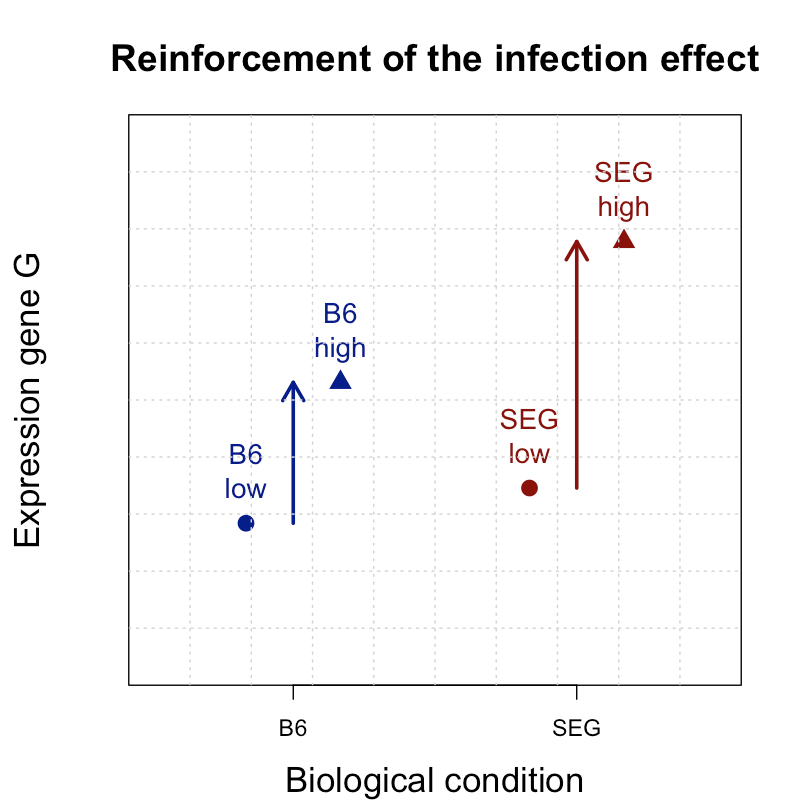 Reinforcement of the infection effect
Expression gene G
SEG
high
B6
high
SEG
low
B6
low
B6
SEG
Biological condition